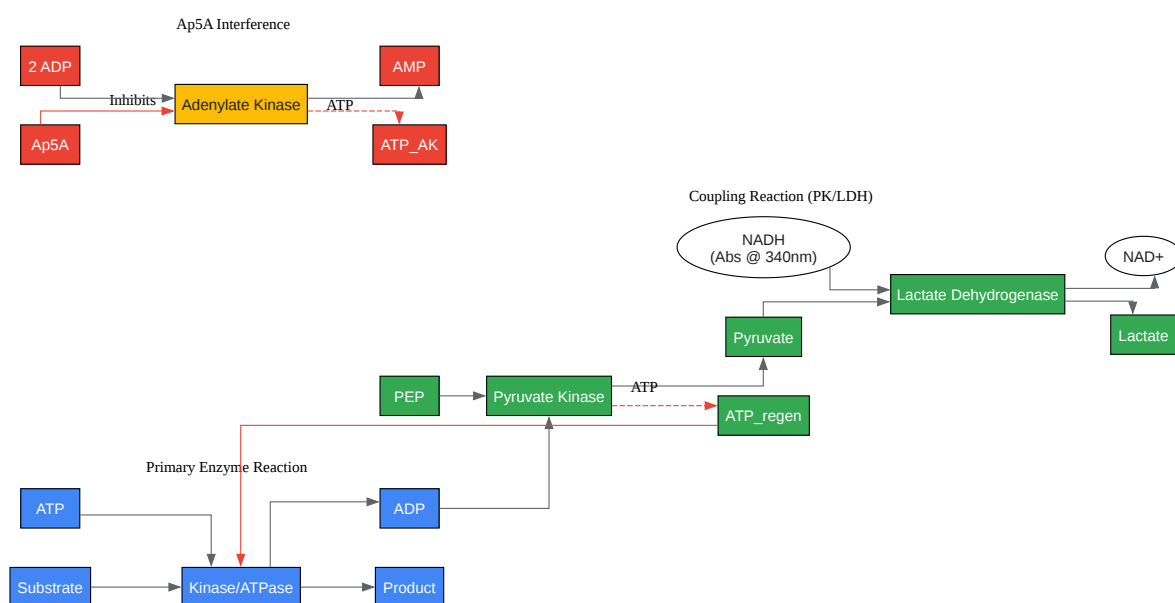 Ap5A Interference
2 ADP
AMP
Inhibits
Adenylate Kinase
ATP
Ap5A
ATP_AK
Coupling Reaction (PK/LDH)
NADH
(Abs @ 340nm)
NAD+
Lactate Dehydrogenase
Pyruvate
Lactate
PEP
Pyruvate Kinase
ATP
ATP_regen
Primary Enzyme Reaction
ATP
ADP
Substrate
Kinase/ATPase
Product